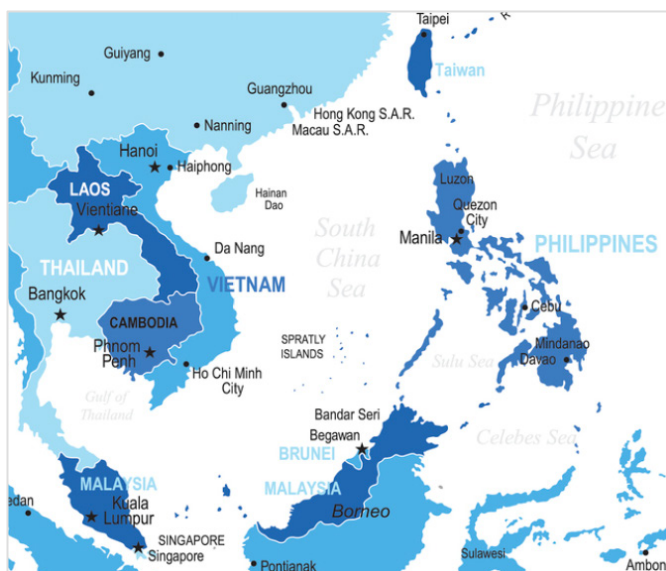 Taipei
R
Guiyang
Kunming
Taiwan
Guangzhou
Hong Kong S.A.R.
Macau S.A.R.
Philippine
Sea
Nanning
Hanoi
Haiphong
LAOS
Luzon
Hainan
Dao
Vientiane
Quezon
City
South
China
Sea
Manila
PHILIPPINES
Da Nang
THAILAND
VIETNAM
Bangkok
CAMBODIA
Cebu
Phnom
Penh
SPRATLY
ISLANDS
Mindanao
Davao
Sulu Sea
Ho Chi Minh
City
Gulf of
Thailand
Bandar Seri
Begawan
Celebes Sea
BRUNEI
MALAYSIA
MALAYSIA
Kuala
Lumpur
Borneo
edan
SINGAPORE
Singapore
Sulawesi
Pontianak
Ambon